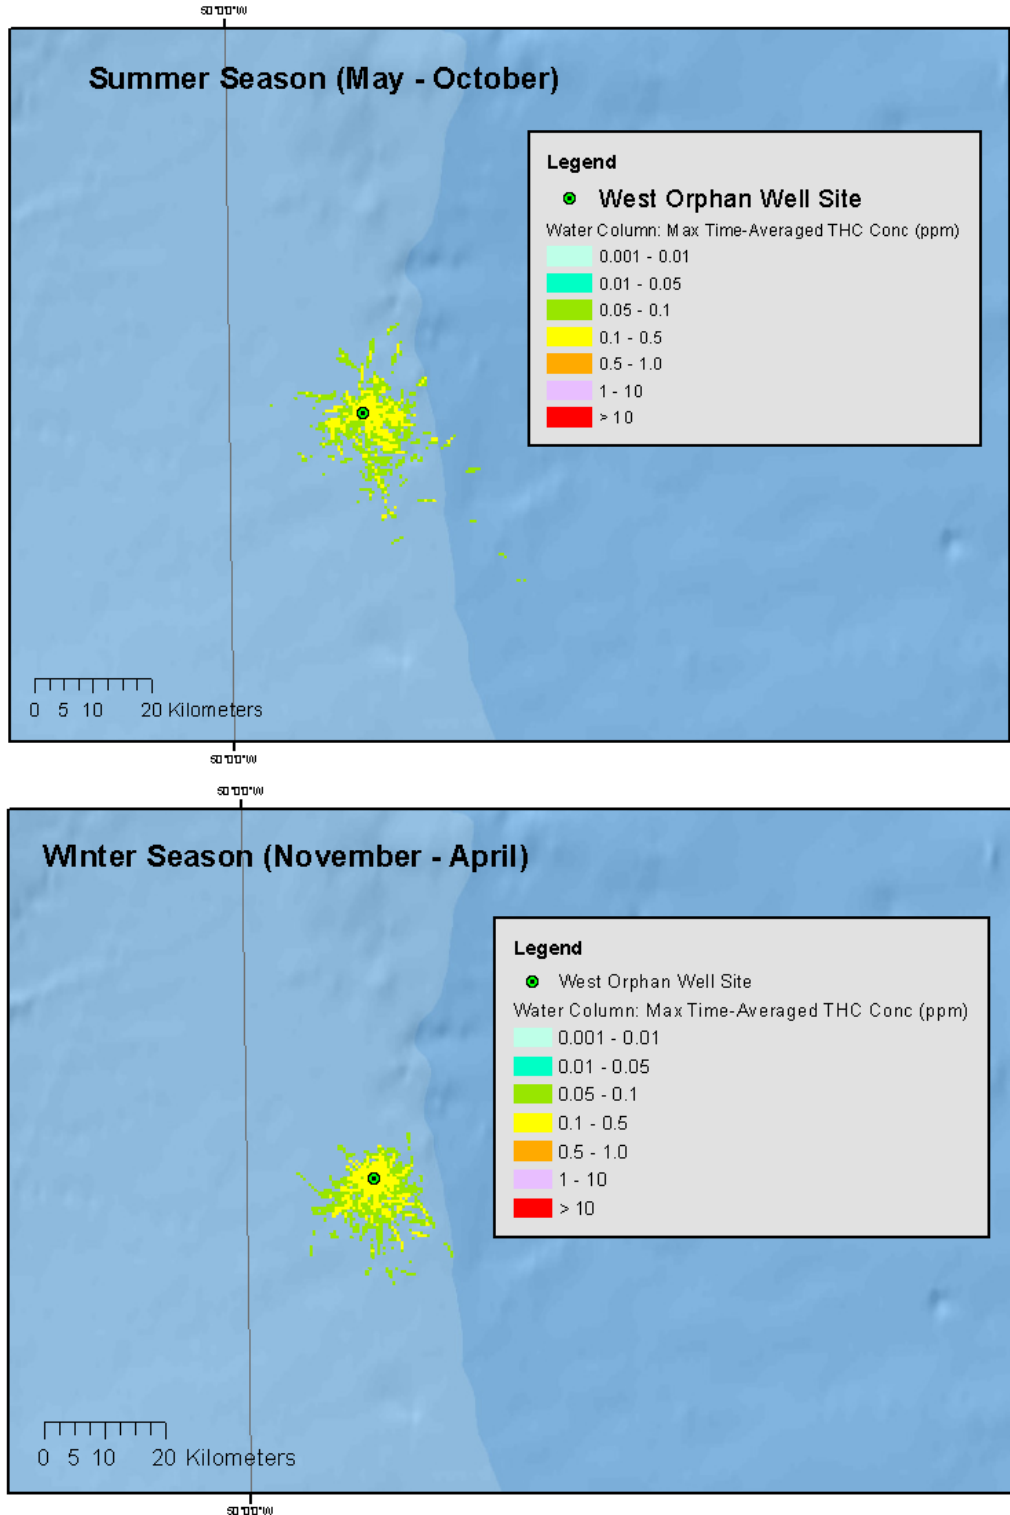 50°0'0"W
Summer Season (May - October)
Legend
West Orphan Well Site
Water Column: Max Time-Averaged THC Conc (ppm)
0.001 - 0.01
0.01 - 0.05
0.05 - 0.1
0.1 - 0.5
0.5 - 1.0
1 - 10
> 10
0 5 10 20 Kilometers
50°0'0"W
50°0'0"W
WInter Season (November - April)
Legend
West Orphan Well Site
Water Column: Max Time-Averaged THC Conc (ppm)
0.001 - 0.01
0.01 - 0.05
0.05 - 0.1
0.1 - 0.5
0.5 - 1.0
1 - 10
> 10
0 5 10 20 Kilometers
50°0'0"W